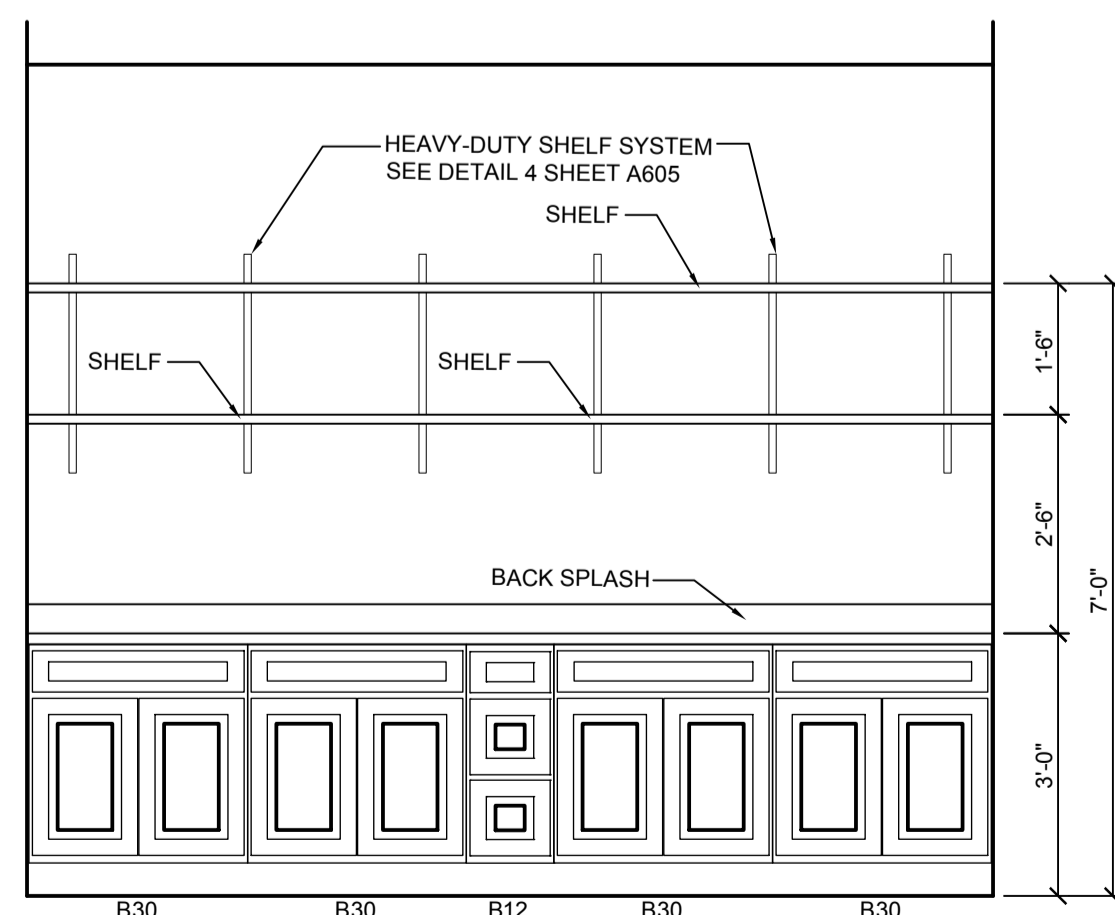 HEAVY-DUTY SHELF SYSTEM
SEE DETAIL 4 SHEET A605
SHELF
1'-6"
SHELF
SHELF
2'-6"
7'-0"
BACK SPLASH
3'-0"
B30
B30
B12
B30
B30